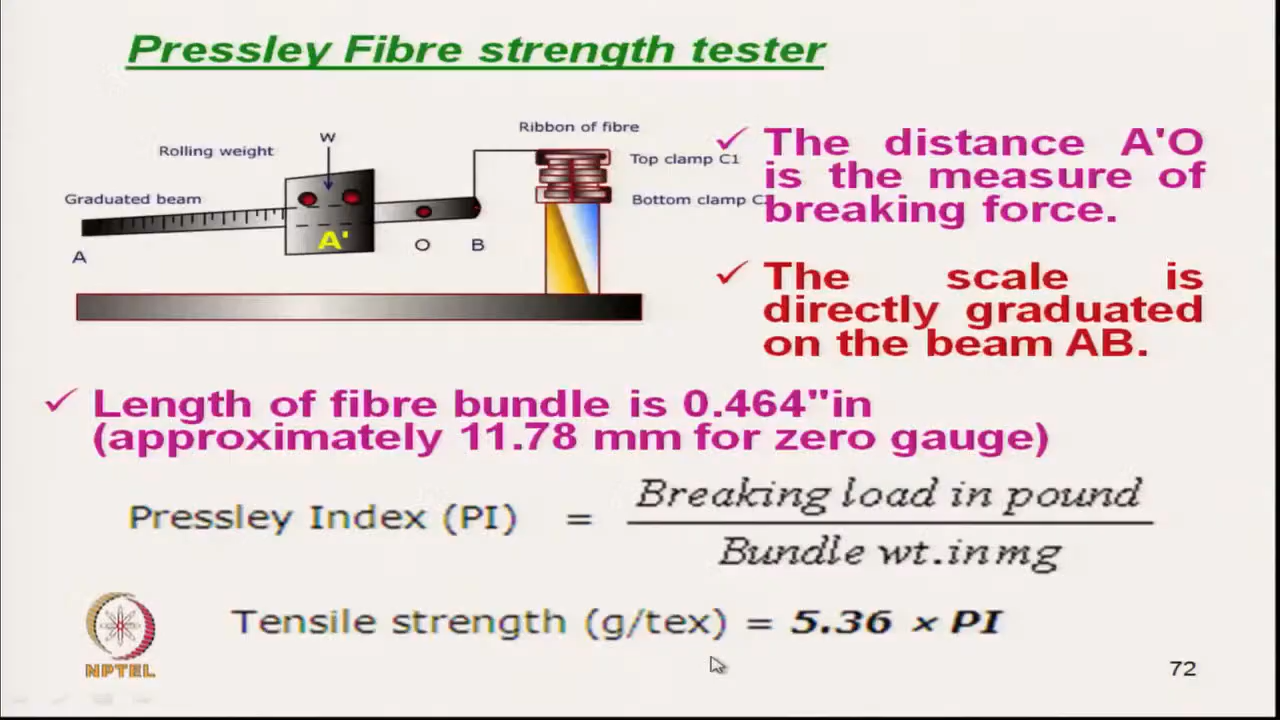 Pressley Fibre strength tester
W
Rolling weight
Graduated beam
A
A'
O
B
Ribbon of fibre
Top clamp C1
Bottom clamp C
✓ The distance A'O
is the measure of
breaking force.
✓ The scale is
directly graduated
on the beam AB.
✓ Length of fibre bundle is 0.464"in
(approximately 11.78 mm for zero gauge)
Pressley Index (PI) = Breaking load in pound
Bundle wt.in mg
Tensile strength (g/tex) = 5.36 × PI
NPTEL
72